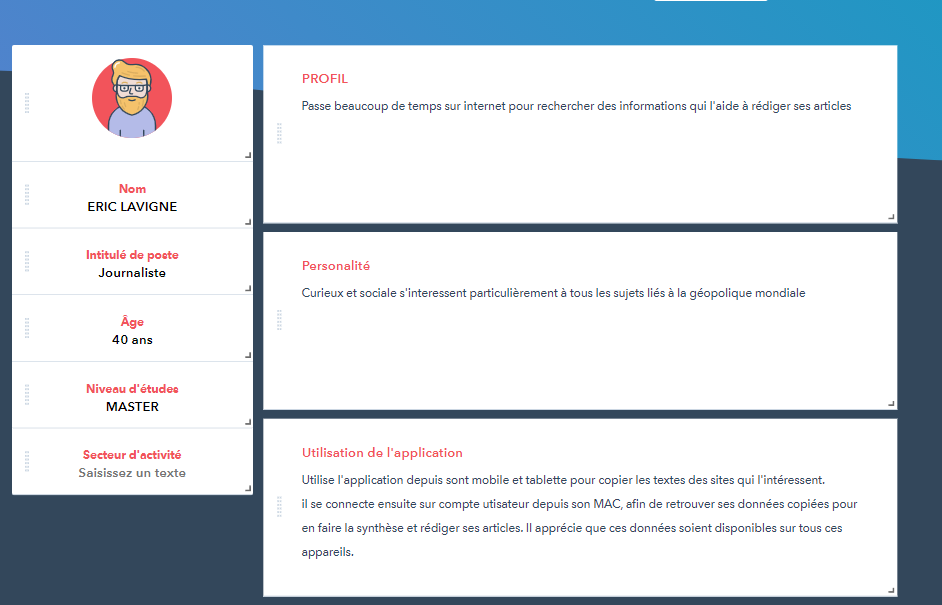 Nom
ERIC LAVIGNE
Intitulé de poste
Journaliste
Âge
40 ans
Niveau d'études
MASTER
Secteur d'activité
Saisissez un texte
PROFIL
Passe beaucoup de temps sur internet pour rechercher des informations qui l'aide à rédiger ses articles
Personalité
Curieux et sociale s'interessent particulièrement à tous les sujets liés à la géopolique mondiale
Utilisation de l'application
Utilise l'application depuis sont mobile et tablette pour copier les textes des sites qui l'intéressent.
il se connecte ensuite sur compte utisateur depuis son MAC, afin de retrouver ses données copiées pour
en faire la synthèse et rédiger ses articles. Il apprécie que ces données soient disponibles sur tous ces
appareils.